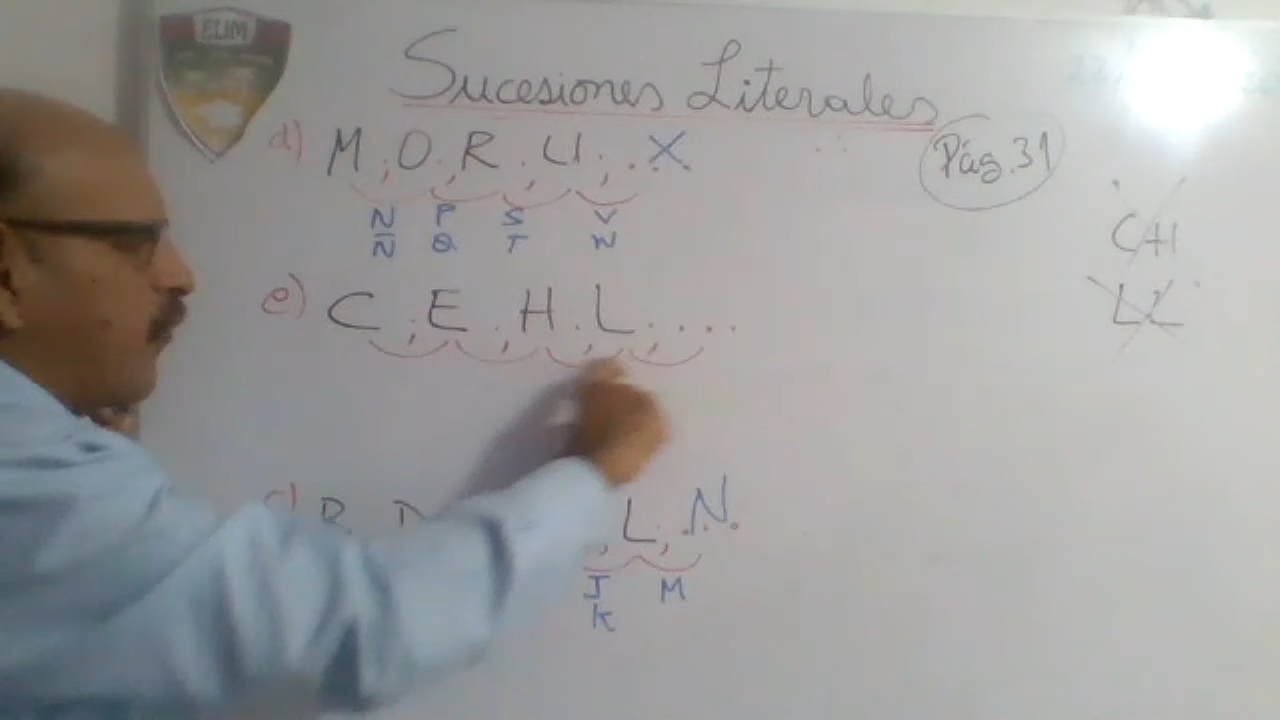 ELIM
Sucesiones Literales
Pág. 31
d) M, O, R, U, ..X..
N P S V
Ñ Q T W
CH
LL
e) C, E, H, L, ....
L, .N.
J M
K